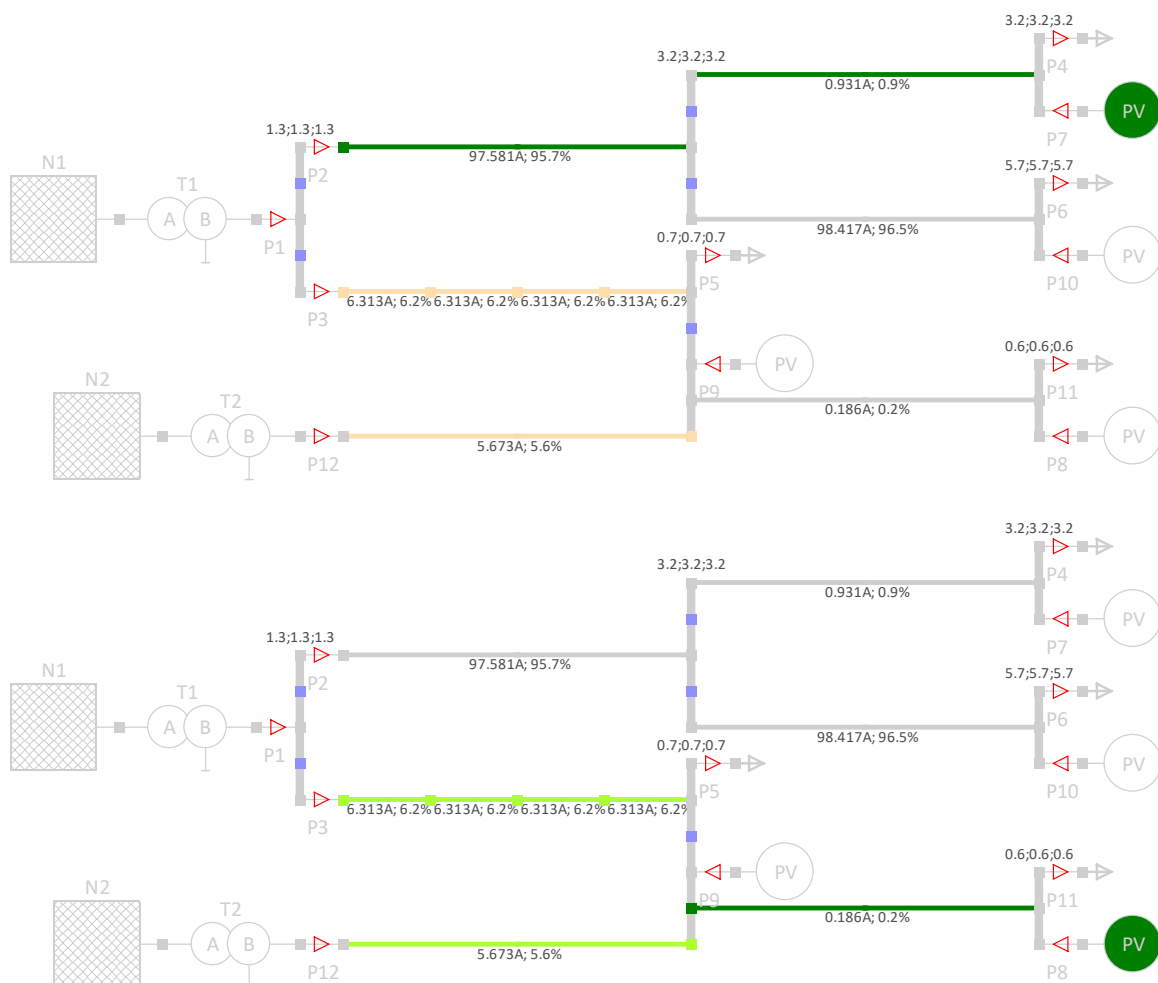 3.2;3.2;3.2
P4
3.2;3.2;3.2
0.931A; 0.9%
PV
P7
1.3;1.3;1.3
97.581A; 95.7%
N1
P2
T1
A B
5.7;5.7;5.7
P6
98.417A; 96.5%
P1
0.7;0.7;0.7
P5
PV
P10
6.313A; 6.2% 6.313A; 6.2% 6.313A; 6.2% 6.313A; 6.2%
P3
0.6;0.6;0.6
PV
N2
P9
P11
T2
0.186A; 0.2%
A B
PV
5.673A; 5.6%
P12
P8
3.2;3.2;3.2
3.2;3.2;3.2
P4
0.931A; 0.9%
PV
1.3;1.3;1.3
P7
97.581A; 95.7%
N1
P2
T1
A B
5.7;5.7;5.7
P6
98.417A; 96.5%
P1
0.7;0.7;0.7
P5
PV
P10
6.313A; 6.2% 6.313A; 6.2% 6.313A; 6.2% 6.313A; 6.2%
P3
0.6;0.6;0.6
PV
N2
P9
P11
T2
0.186A; 0.2%
A B
PV
5.673A; 5.6%
P12
P8